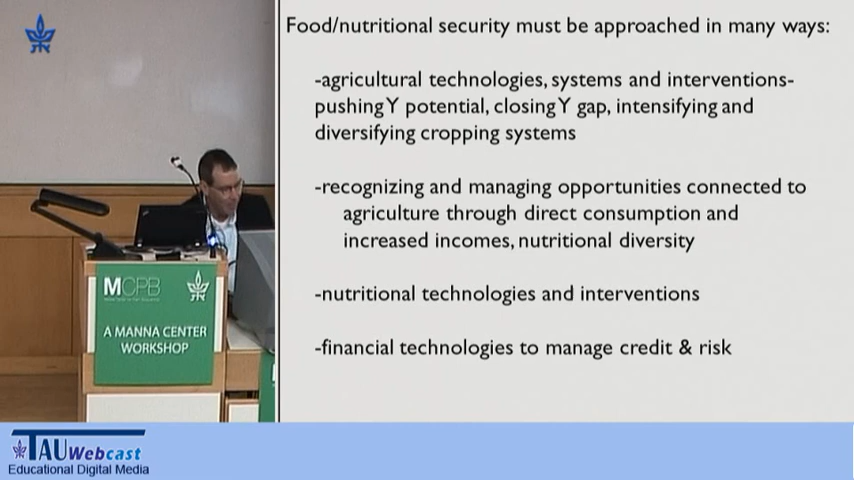 Food/nutritional security must be approached in many ways:
-agricultural technologies, systems and interventions-
pushing Y potential, closing Y gap, intensifying and
diversifying cropping systems
-recognizing and managing opportunities connected to
agriculture through direct consumption and
increased incomes, nutritional diversity
-nutritional technologies and interventions
-financial technologies to manage credit & risk
MCPB
A MANNA CENTER
WORKSHOP
TAU Webcast
Educational Digital Media